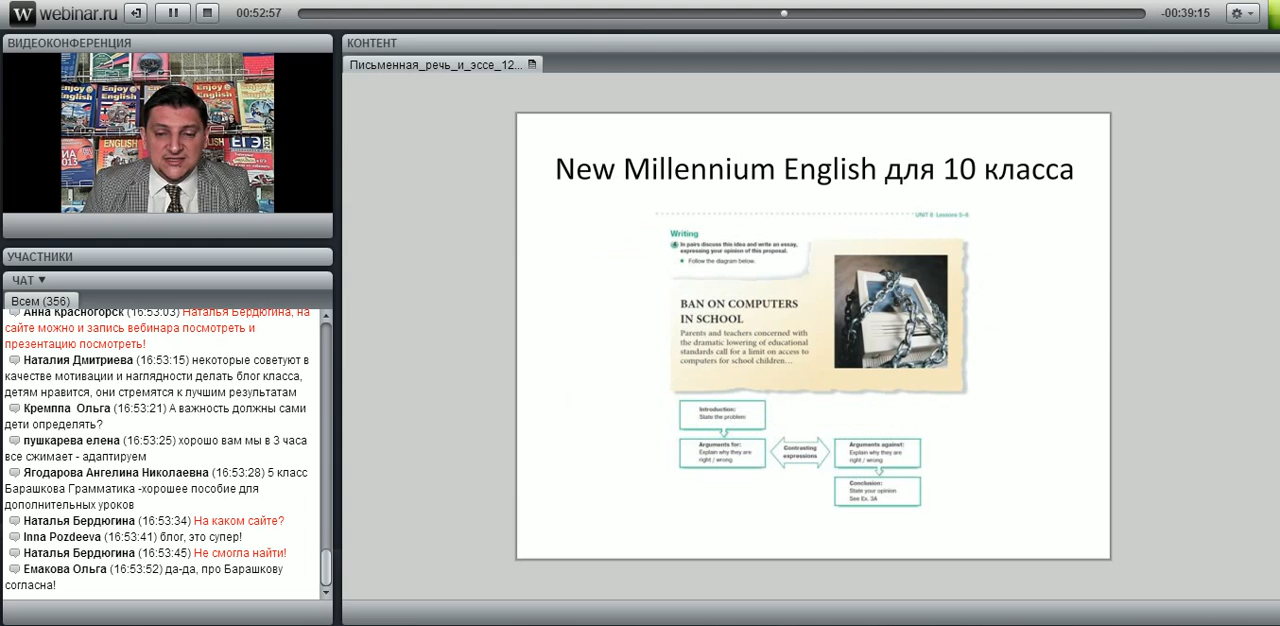 W webinar.ru
00:52:57
-00:39:15
ВИДЕОКОНФЕРЕНЦИЯ
Enjoy English
Enjoy English
ENGLISH
ЕГЭ
2013
УЧАСТНИКИ
ЧАТ ▼
Всем (356)
Анна Красногорск (16:53:03) Наталья Бердюгина, на
сайте можно и запись вебинара посмотреть и
презентацию посмотреть!
Наталия Дмитриева (16:53:15) некоторые советуют в
качестве мотивации и наглядности делать блог класса,
детям нравится, они стремятся к лучшим результатам
Кремппа Ольга (16:53:21) А важность должны сами
дети определять?
пушкарева елена (16:53:25) хорошо вам мы в 3 часа
все сжимает - адаптируем
Андарова Ангелина Николаевна (16:53:28) 5 класс
Барашкова Грамматика -хорошее пособие для
дополнительных уроков
Наталья Бердюгина (16:53:34) На каком сайте?
Inna Pozdeeva (16:53:41) блог, это супер!
Наталья Бердюгина (16:53:45) Не смогла найти!
Емакова Ольга (16:53:52) да-да, про Барашкову
согласна!
КОНТЕНТ
Письменная_речь_и_эссе_12...
New Millennium English для 10 класса
UNIT 8 Lessons 5–6
Writing
In pairs discuss this idea and write an essay,
expressing your opinion of this proposal.
Follow the diagram below.
BAN ON COMPUTERS
IN SCHOOL
Parents and teachers concerned with
the dramatic lowering of educational
standards call for a limit on access to
computers for school children…
Introduction:
State the problem
Arguments for:
Explain why they are
right / wrong
Contrasting
expressions
Arguments against:
Explain why they are
right / wrong
Conclusion:
State your opinion
See Ex. 3A